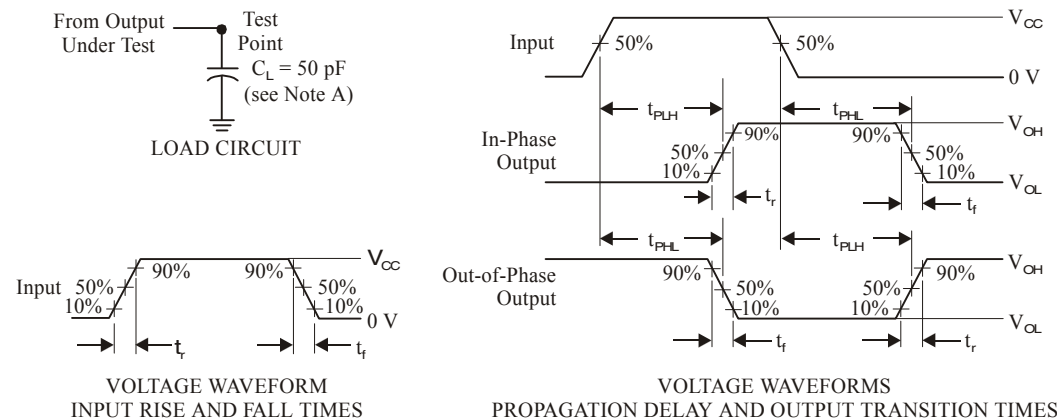 From Output
Under Test
Test
Point
C_L = 50 pF
(see Note A)
LOAD CIRCUIT
Input
50%
50%
V_CC
0 V
t_PLH
t_PHL
In-Phase
Output
90%
50%
10%
90%
50%
10%
V_OH
V_OL
t_r
t_f
t_PHL
t_PLH
Out-of-Phase
Output
90%
50%
10%
90%
50%
10%
V_OH
V_OL
t_f
t_r
VOLTAGE WAVEFORMS
PROPAGATION DELAY AND OUTPUT TRANSITION TIMES
Input
90%
50%
10%
90%
50%
10%
V_CC
0 V
t_r
t_f
VOLTAGE WAVEFORM
INPUT RISE AND FALL TIMES